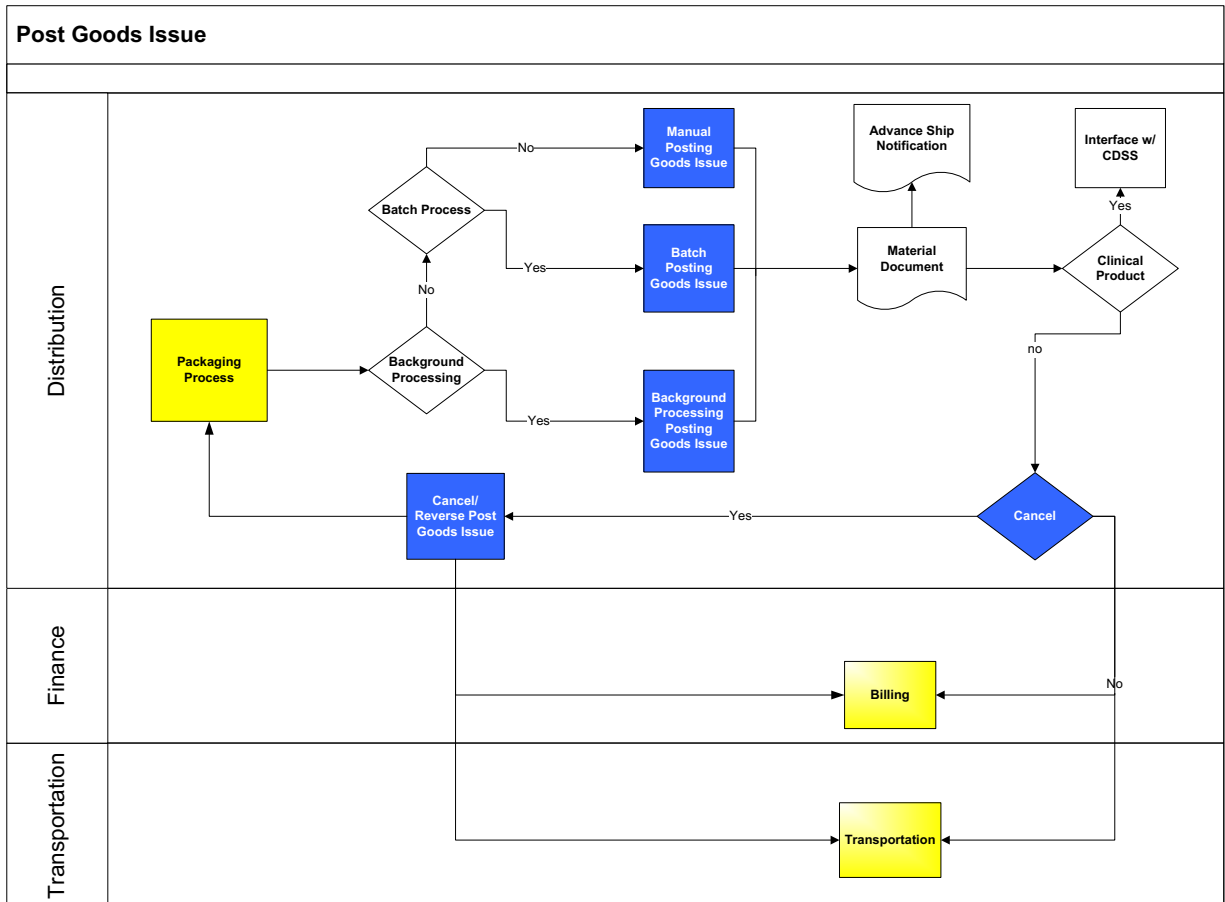 Post Goods Issue
Distribution
Manual
Posting
Goods Issue
Advance Ship
Notification
Interface w/
CDSS
No
Yes
Batch Process
Batch
Posting
Goods Issue
Material
Document
Clinical
Product
Yes
No
no
Packaging
Process
Background
Processing
Background
Processing
Posting
Goods Issue
Yes
Cancel/
Reverse Post
Goods Issue
Yes
Cancel
Finance
Billing
No
Transportation
Transportation